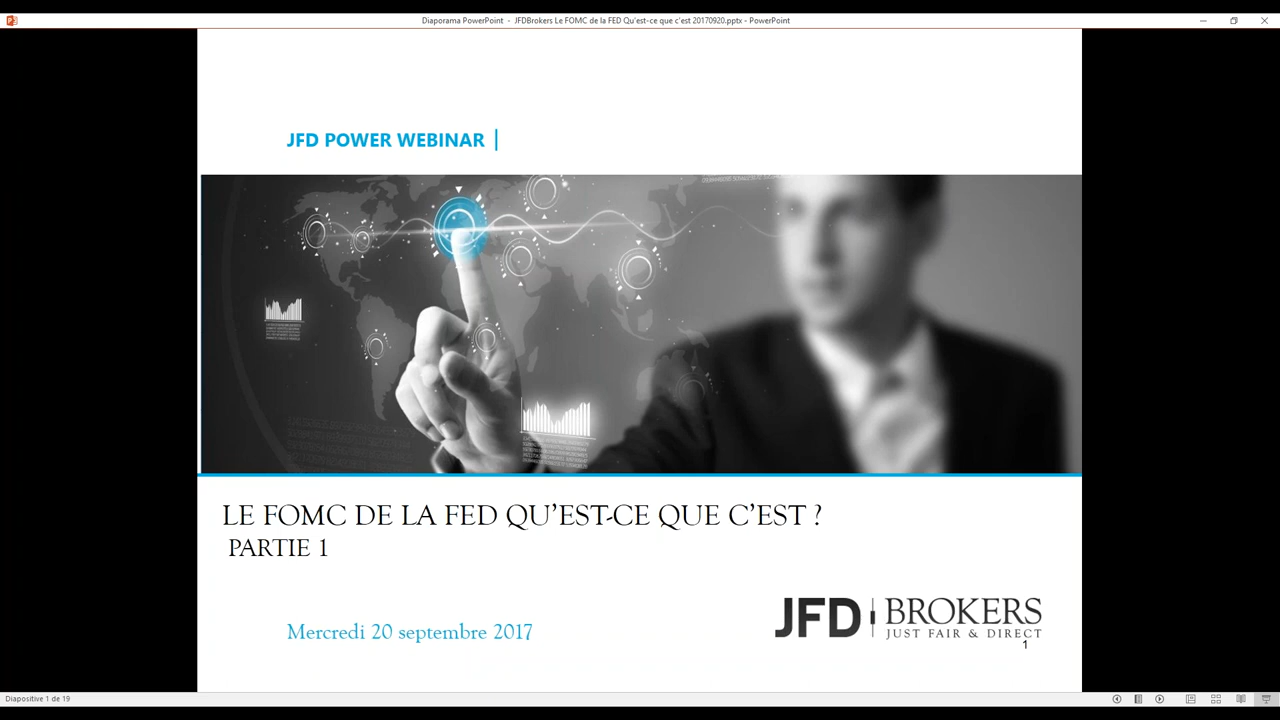 Diaporama PowerPoint - JFDBrokers Le FOMC de la FED Qu'est-ce que c'est 20170920.pptx - PowerPoint
JFD POWER WEBINAR |
LE FOMC DE LA FED QU'EST-CE QUE C'EST ?
PARTIE 1
Mercredi 20 septembre 2017
JFD BROKERS
JUST FAIR & DIRECT
1
Diapositive 1 de 19